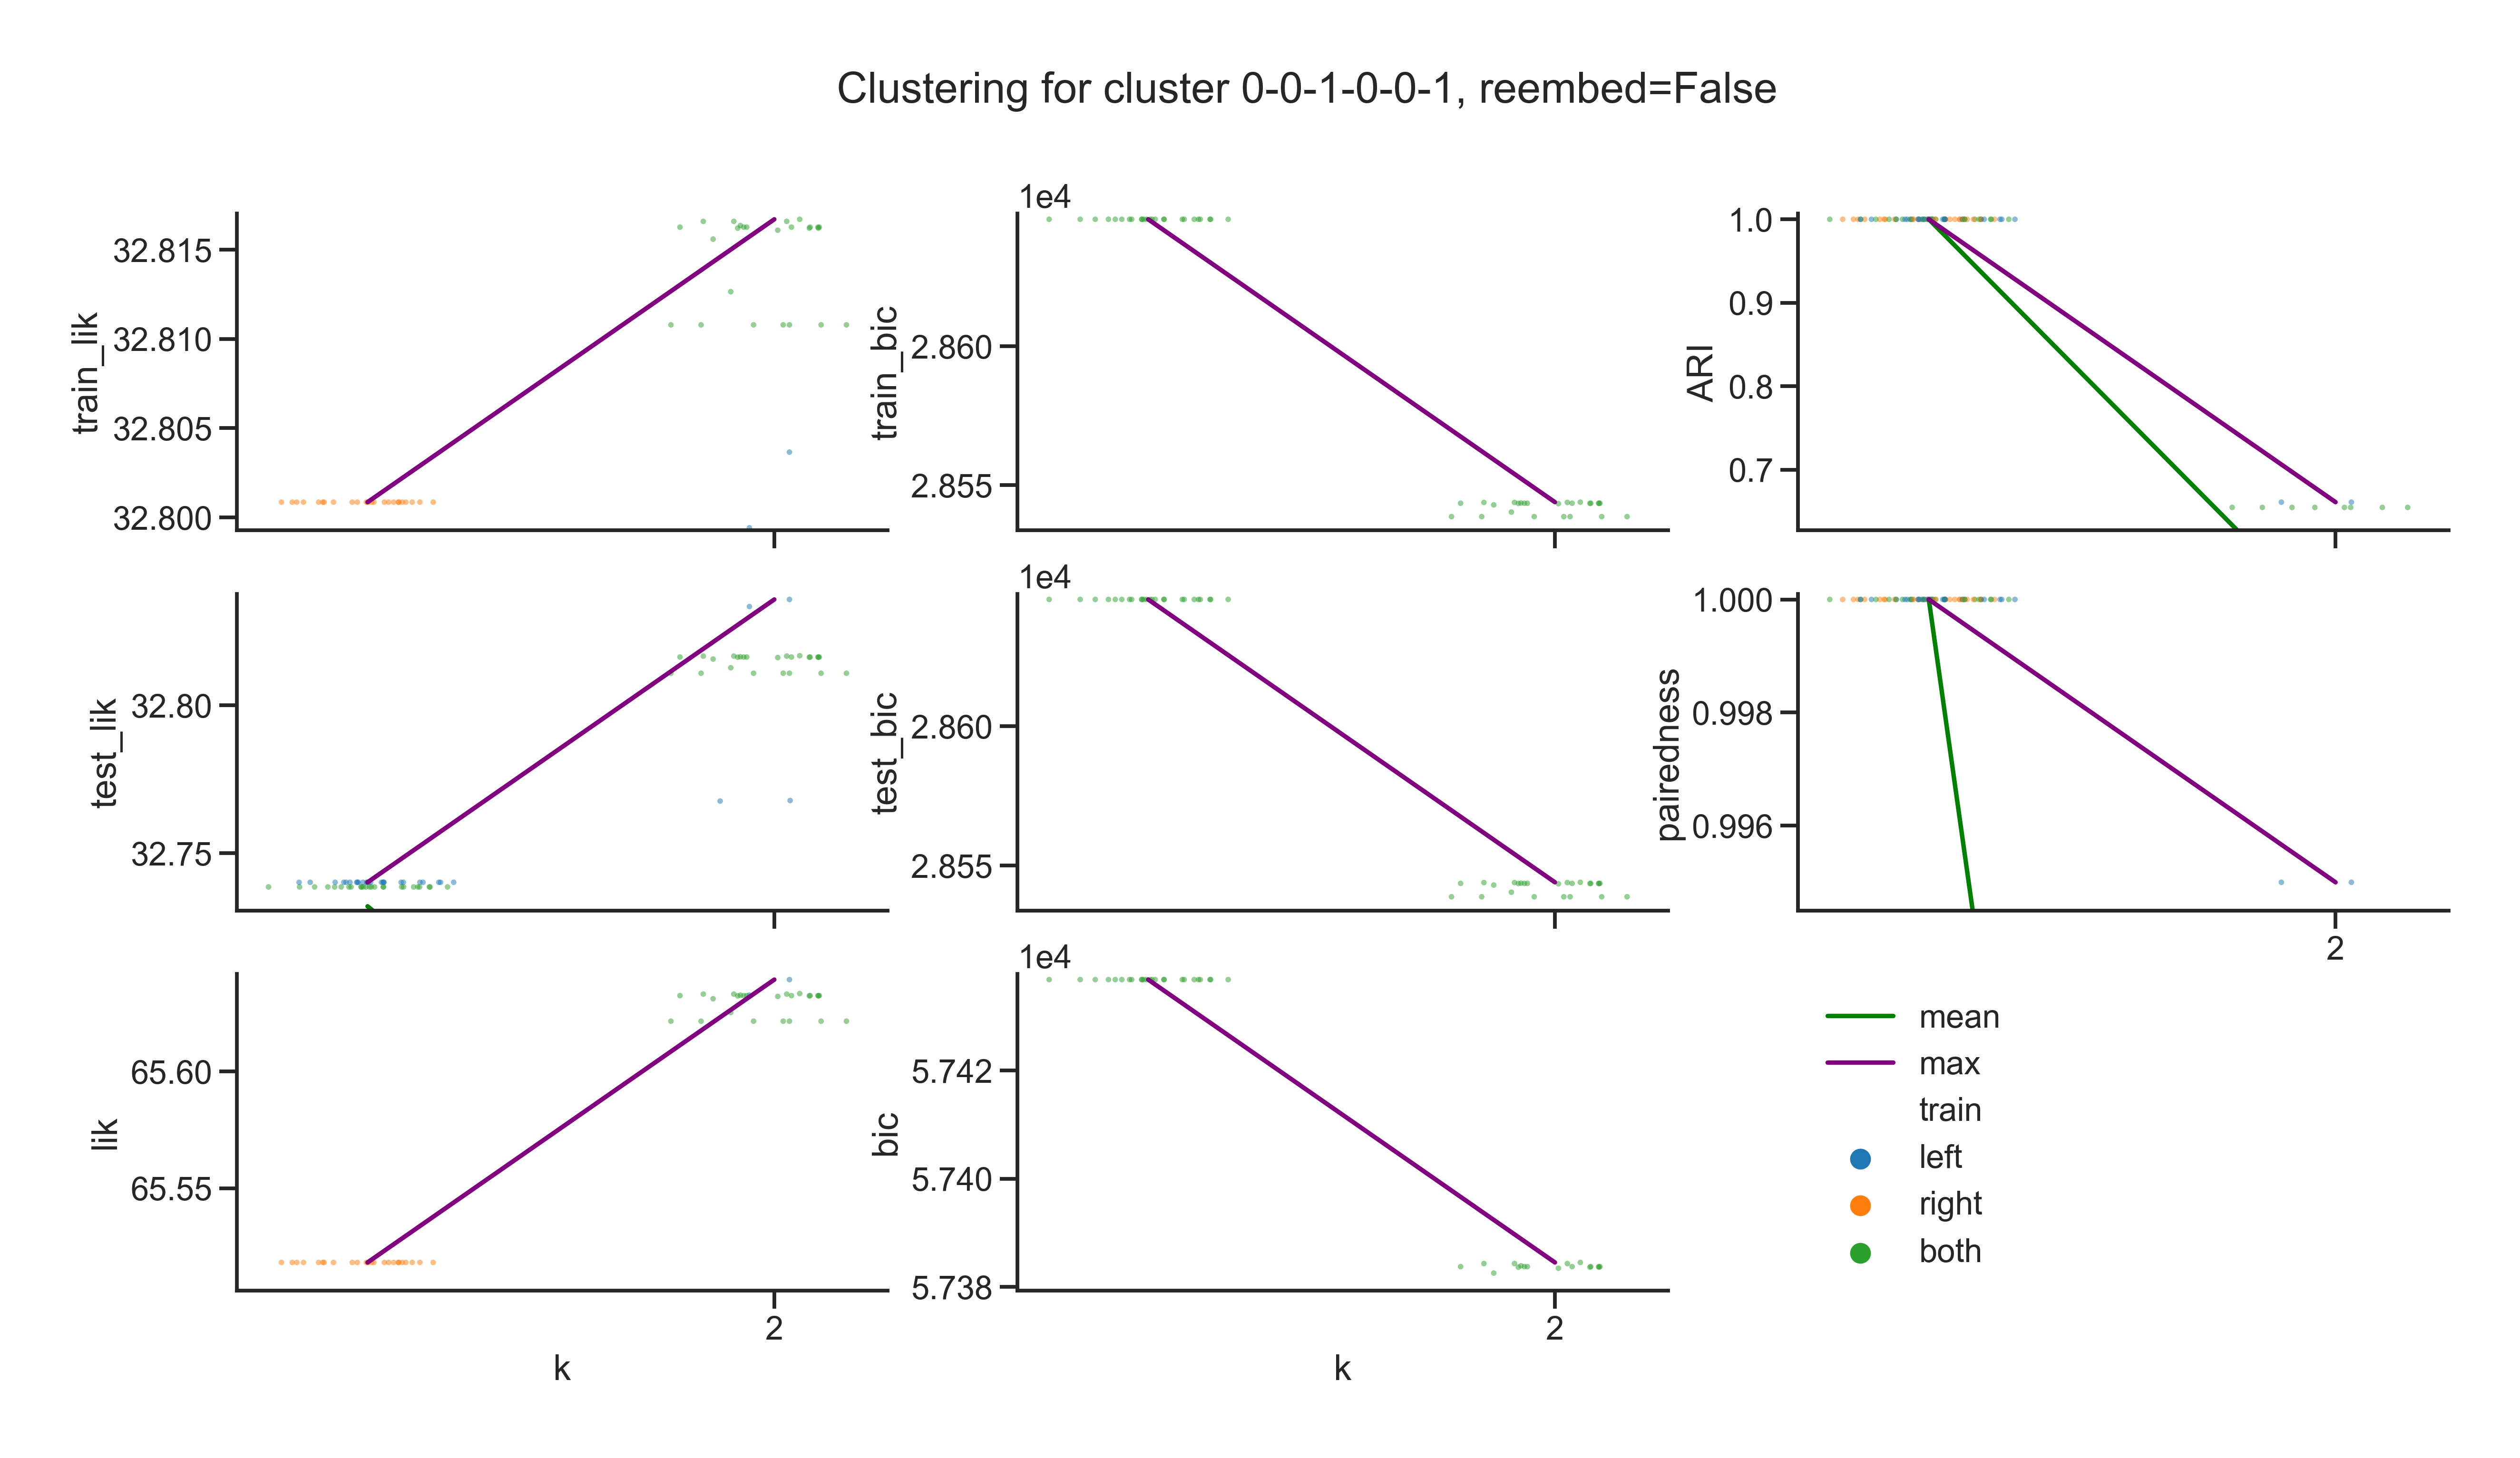 Clustering for cluster 0-0-1-0-0-1, reembed=False
train_lik
32.815
32.810
32.805
32.800
1e4
train_bic
2.860
2.855
ARI
1.0
0.9
0.8
0.7
test_lik
32.80
32.75
1e4
test_bic
2.860
2.855
pairedness
1.000
0.998
0.996
2
lik
65.60
65.55
2
k
1e4
bic
5.742
5.740
5.738
2
k
mean
max
train
left
right
both